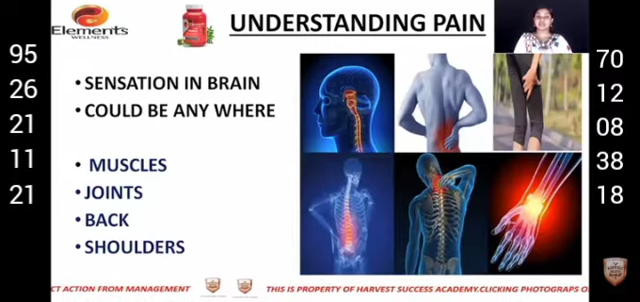 Elements
WELLNESS
UNDERSTANDING PAIN
95
26
21
11
21
• SENSATION IN BRAIN
• COULD BE ANY WHERE
• MUSCLES
• JOINTS
• BACK
• SHOULDERS
70
12
08
38
18
CT ACTION FROM MANAGEMENT
THIS IS PROPERTY OF HARVEST SUCCESS ACADEMY.CLICKING PHOTOGRAPS O